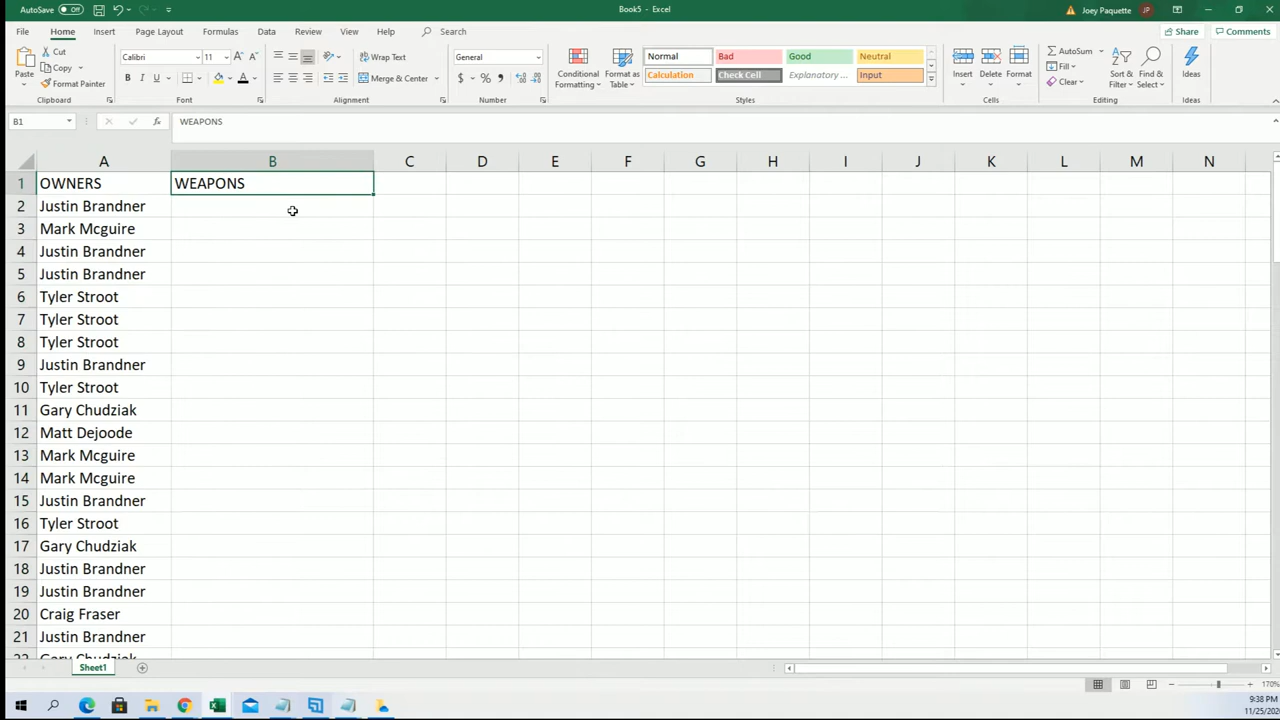 AutoSave Off Book5 - Excel Joey Paquette JP
File Home Insert Page Layout Formulas Data Review View Help Search Share Comments
Paste Cut Copy Format Painter Clipboard
Calibri 11 B I U A Font
Wrap Text Merge & Center Alignment
General $ % Number
Conditional Formatting Format as Table
Normal Bad Good Neutral
Calculation Check Cell Explanatory ... Input
Styles
Insert Delete Format Cells
AutoSum Fill Clear Sort & Filter Find & Select Editing
Ideas Ideas
B1 fx WEAPONS
A B C D E F G H I J K L M N
1 OWNERS WEAPONS
2 Justin Brandner
3 Mark Mcguire
4 Justin Brandner
5 Justin Brandner
6 Tyler Stroot
7 Tyler Stroot
8 Tyler Stroot
9 Justin Brandner
10 Tyler Stroot
11 Gary Chudziak
12 Matt Dejoode
13 Mark Mcguire
14 Mark Mcguire
15 Justin Brandner
16 Tyler Stroot
17 Gary Chudziak
18 Justin Brandner
19 Justin Brandner
20 Craig Fraser
21 Justin Brandner
22 Gary Chudziak
Sheet1
170%
9:38 PM